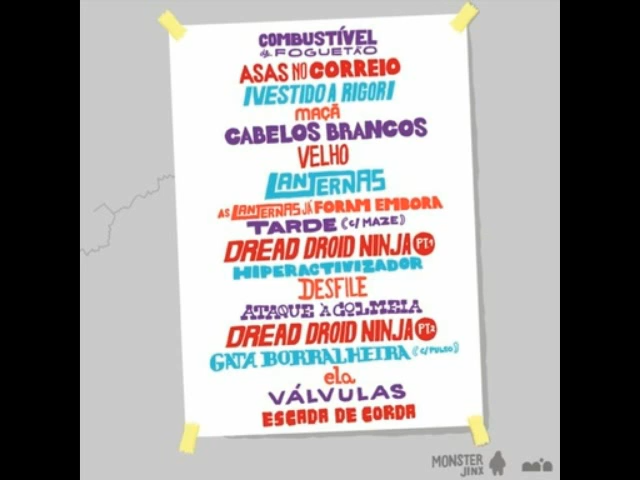 COMBUSTÍVEL
de FOGUETÃO
ASAS NO CORREIO
VESTIDO A RIGOR
MAÇÃ
CABELOS BRANCOS
VELHO
LANTERNAS
AS LANTERNAS JÁ FORAM EMBORA
TARDE (C/ MAZE)
DREAD DROID NINJA PT1
HIPERACTIVIZADOR
DESFILE
ATAQUE À COLMEIA
DREAD DROID NINJA PT2
GATA BORRALHEIRA (C/ PULSO)
ela
VÁLVULAS
ESCADA DE CORDA
MONSTER
JINX